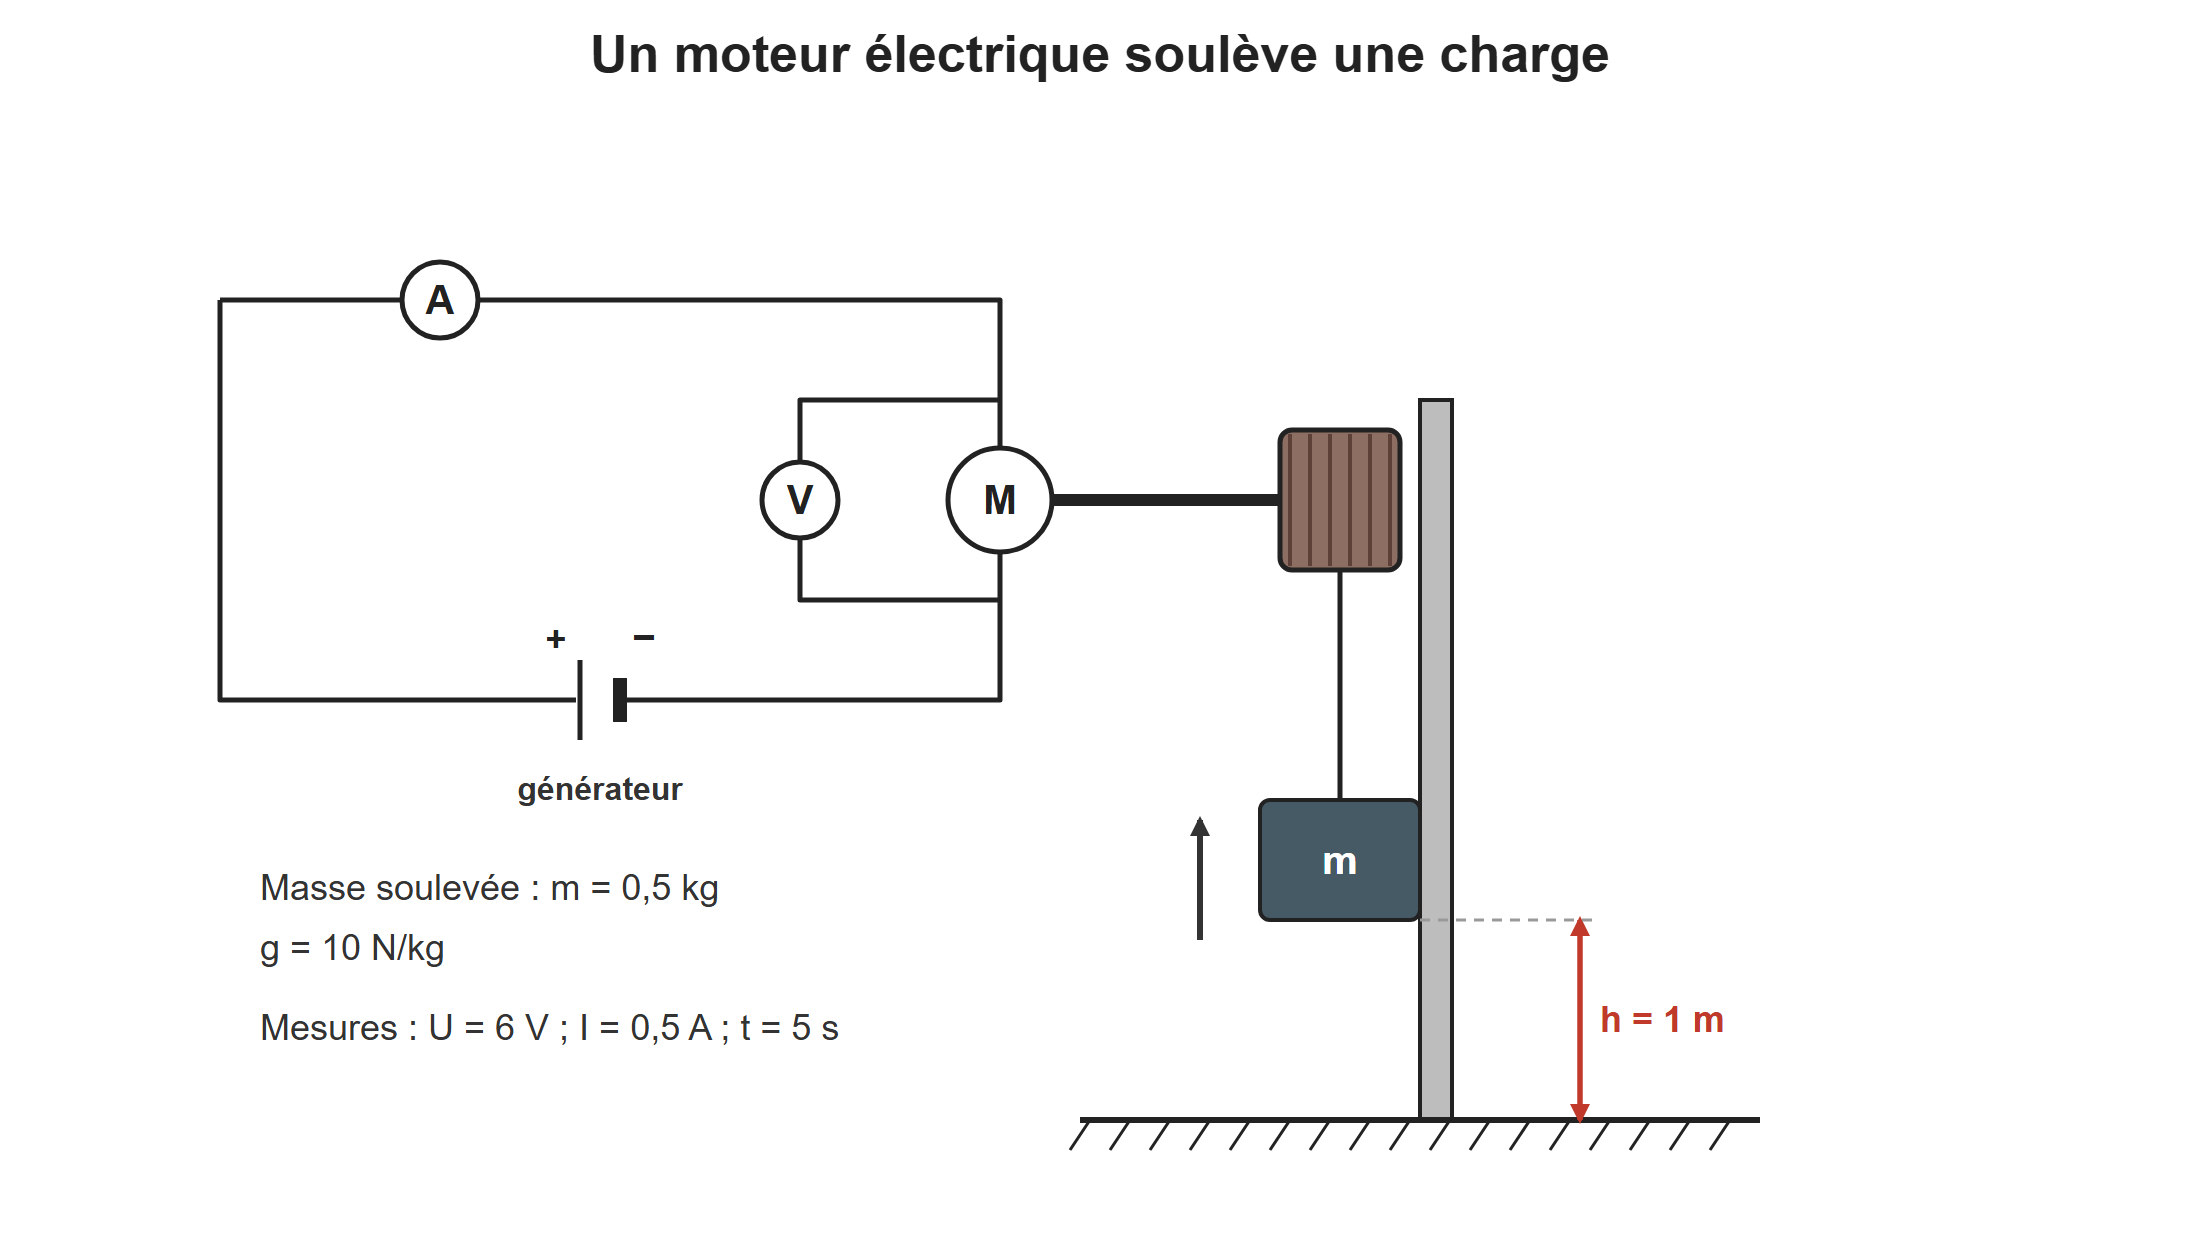 Un moteur électrique soulève une charge
A
V
M
+ −
générateur
m
Masse soulevée : m = 0,5 kg
g = 10 N/kg
h = 1 m
Mesures : U = 6 V ; I = 0,5 A ; t = 5 s